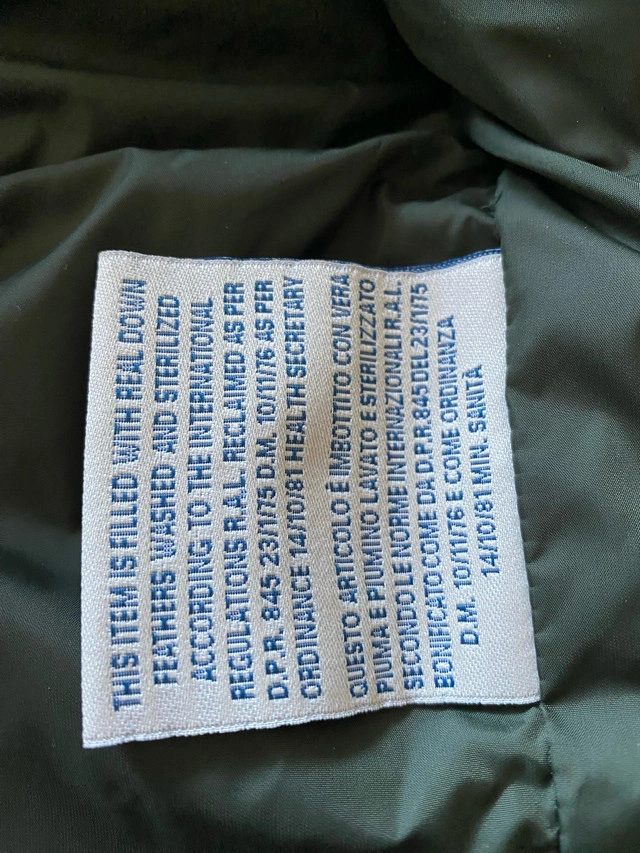 THIS ITEM IS FILLED WITH REAL DOWN
FEATHERS WASHED AND STERILIZED
ACCORDING TO THE INTERNATIONAL
REGULATIONS R.A.L. RECLAIMED AS PER
D.P.R. 845 23/1/75 D.M. 10/11/76 AS PER
ORDINANCE 14/10/81 HEALTH SECRETARY
QUESTO ARTICOLO È IMBOTTITO CON VERA
PIUMA E PIUMINO LAVATO E STERILIZZATO
SECONDO LE NORME INTERNAZIONALI R.A.L.
BONIFICATO COME DA D.P.R. 845 DEL 23/1/75
D.M. 10/11/76 E COME ORDINANZA
14/10/81 MIN. SANITÀ